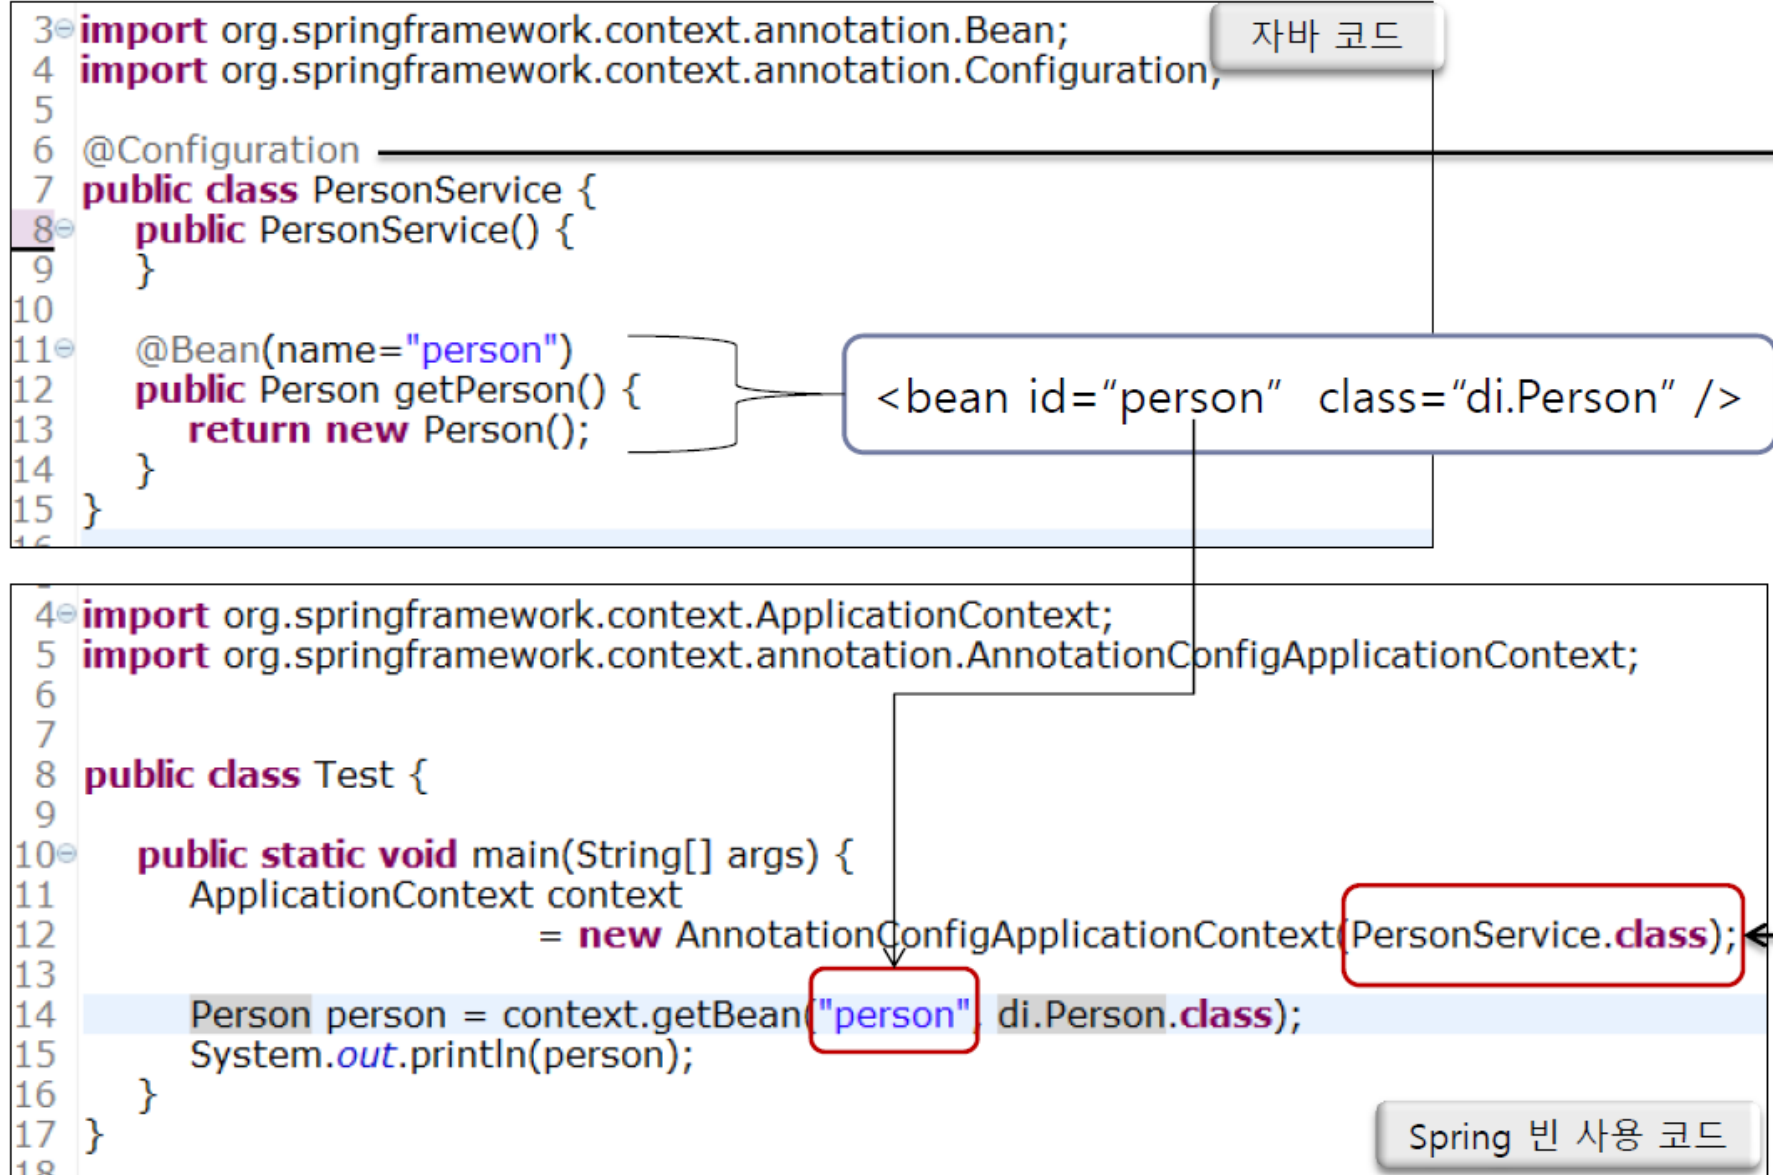 자바 코드
3 import org.springframework.context.annotation.Bean;
4 import org.springframework.context.annotation.Configuration;
5
6 @Configuration
7 public class PersonService {
8 public PersonService() {
9 }
10
11 @Bean(name="person")
12 public Person getPerson() {
13 return new Person();
14 }
15 }
16
<bean id="person" class="di.Person" />
4 import org.springframework.context.ApplicationContext;
5 import org.springframework.context.annotation.AnnotationConfigApplicationContext;
6
7
8 public class Test {
9
10 public static void main(String[] args) {
11 ApplicationContext context
12 = new AnnotationConfigApplicationContext(PersonService.class);
13
14 Person person = context.getBean("person", di.Person.class);
15 System.out.println(person);
16 }
17 }
18
Spring 빈 사용 코드